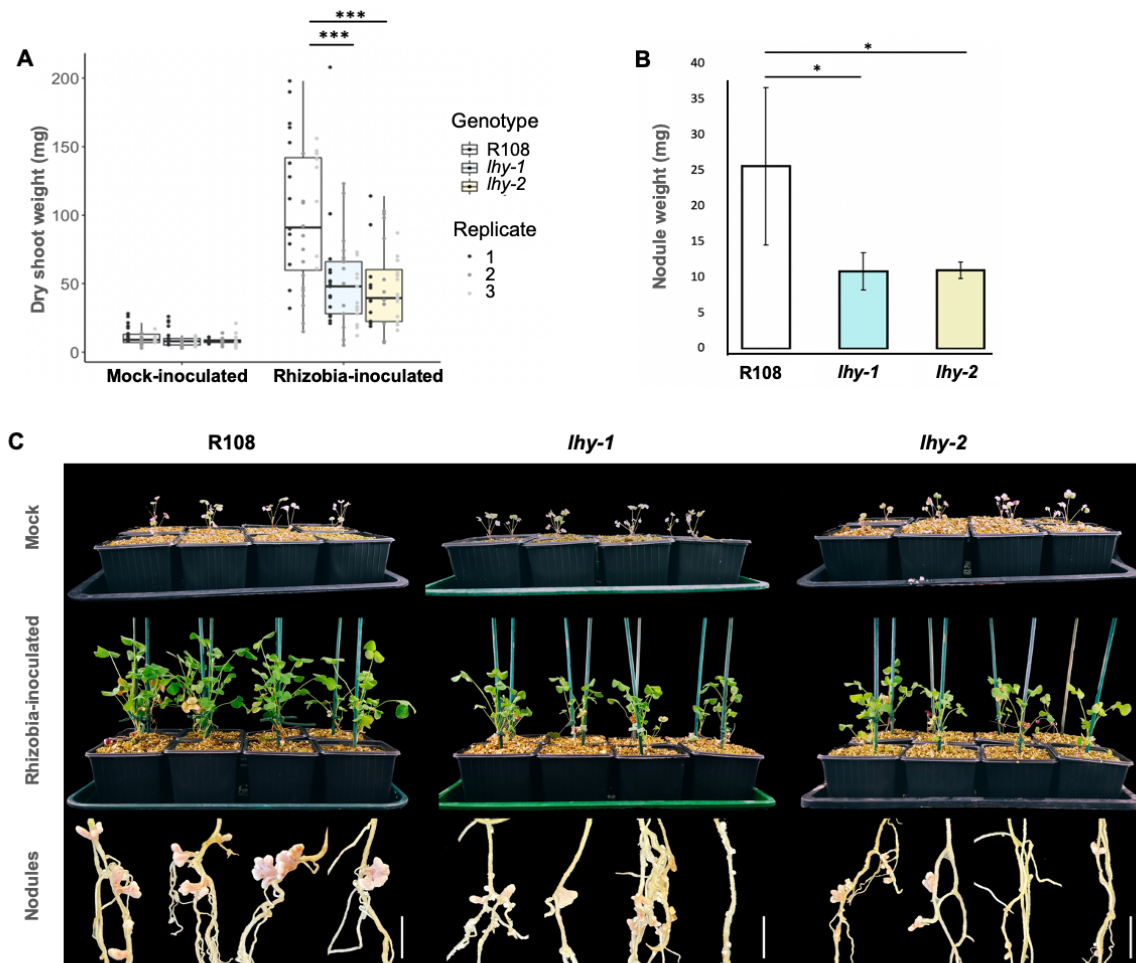 A
***
***
Dry shoot weight (mg)
200
150
100
50
0
Mock-inoculated
Rhizobia-inoculated
Genotype
R108
lhy-1
lhy-2
Replicate
1
2
3
B
*
*
Nodule weight (mg)
40
35
30
25
20
15
10
5
0
R108
lhy-1
lhy-2
C
R108
lhy-1
lhy-2
Mock
Rhizobia-inoculated
Nodules